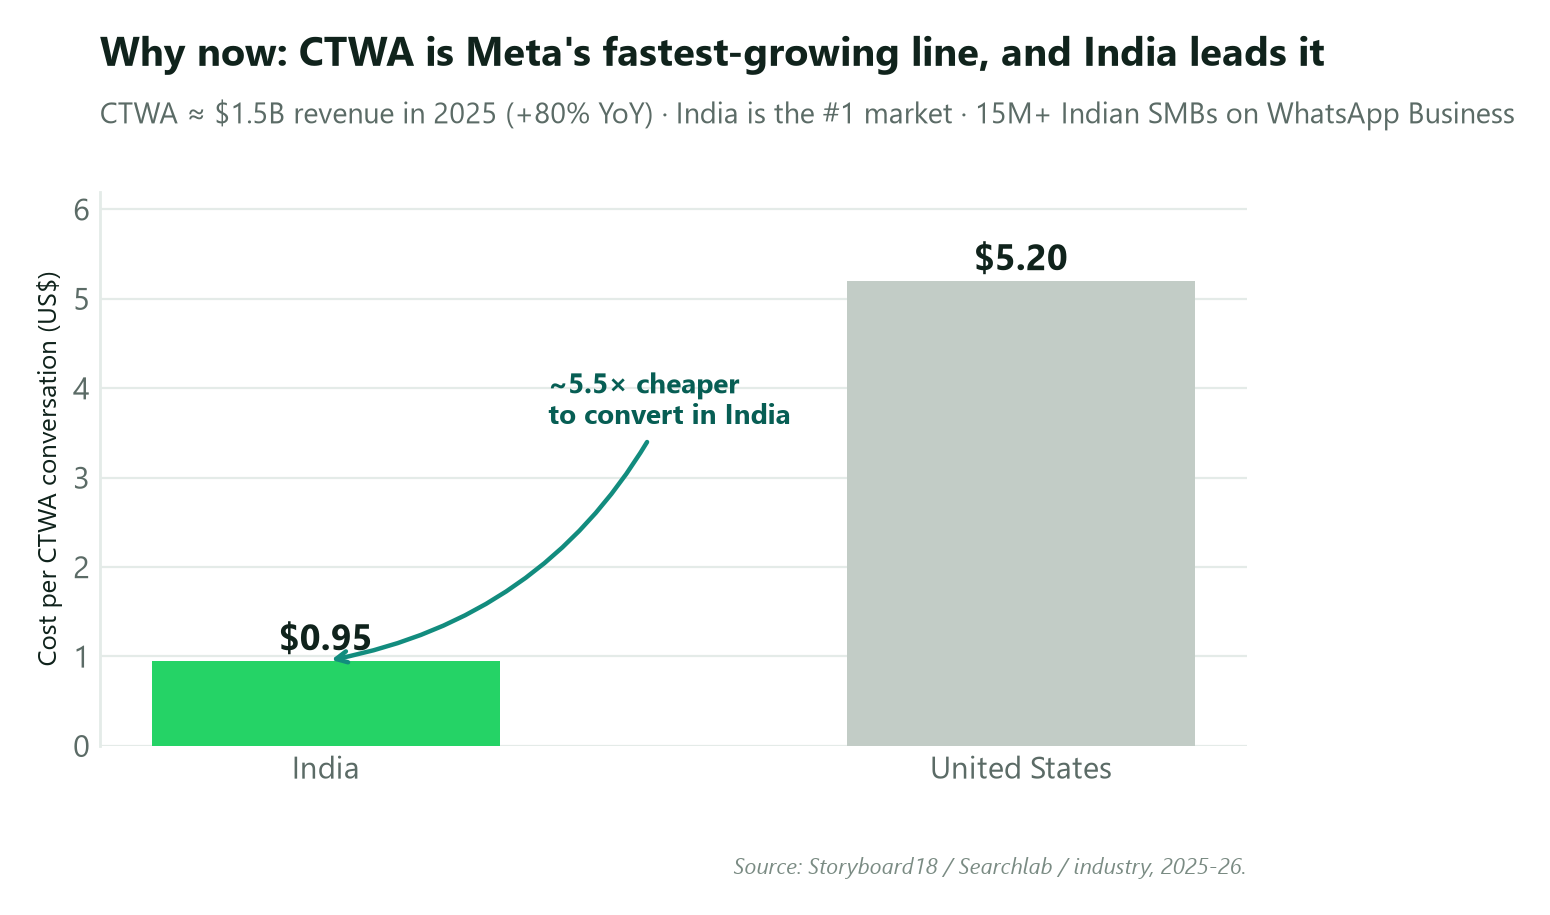 Why now: CTWA is Meta's fastest-growing line, and India leads it
CTWA ≈ $1.5B revenue in 2025 (+80% YoY) · India is the #1 market · 15M+ Indian SMBs on WhatsApp Business
Cost per CTWA conversation (US$)
6
5
4
3
2
1
0
$5.20
~5.5× cheaper
to convert in India
$0.95
India
United States
Source: Storyboard18 / Searchlab / industry, 2025-26.